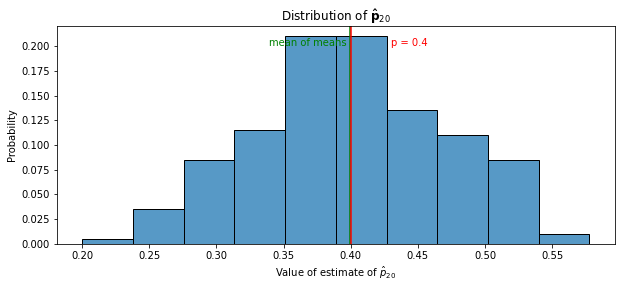 Distribution of p̂₂₀
mean of means
p = 0.4
Probability
0.200
0.175
0.150
0.125
0.100
0.075
0.050
0.025
0.000
0.20 0.25 0.30 0.35 0.40 0.45 0.50 0.55
Value of estimate of p̂₂₀